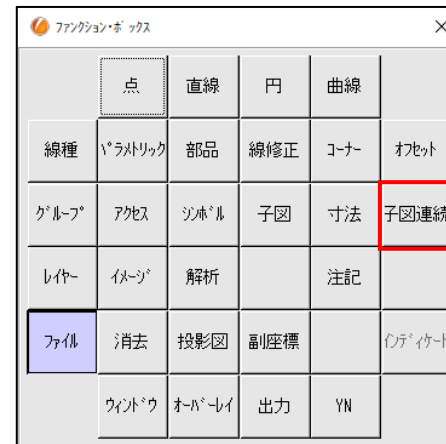 ﾌｧﾝｸｼｮﾝ･ﾎﾞｯｸｽ
点 直線 円 曲線
線種 ﾊﾟﾗﾒﾄﾘｯｸ 部品 線修正 ｺｰﾅｰ ｵﾌｾｯﾄ
ｸﾞﾙｰﾌﾟ ｱｸｾｽ ｼﾝﾎﾞﾙ 子図 寸法 子図連続
ﾚｲﾔｰ ｲﾒｰｼﾞ 解析 注記
ﾌｧｲﾙ 消去 投影図 副座標 ｲﾝﾃﾞｨｹｰﾄ
ｳｨﾝﾄﾞｳ ｵｰﾊﾞｰﾚｲ 出力 YN